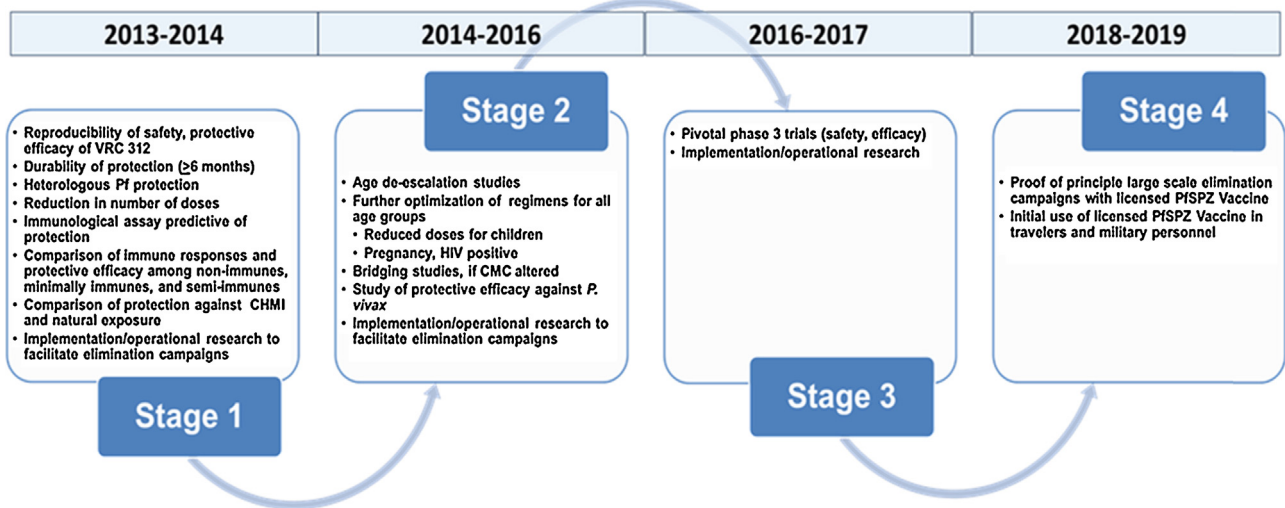 2013-2014
2014-2016
2016-2017
2018-2019
• Reproducibility of safety, protective
efficacy of VRC 312
• Durability of protection (≥6 months)
• Heterologous Pf protection
• Reduction in number of doses
• Immunological assay predictive of
protection
• Comparison of immune responses and
protective efficacy among non-immunes,
minimally immunes, and semi-immunes
• Comparison of protection against CHMI
and natural exposure
• Implementation/operational research to
facilitate elimination campaigns
Stage 1
Stage 2
• Age de-escalation studies
• Further optimization of regimens for all
age groups
• Reduced doses for children
• Pregnancy, HIV positive
• Bridging studies, if CMC altered
• Study of protective efficacy against P.
vivax
• Implementation/operational research to
facilitate elimination campaigns
• Pivotal phase 3 trials (safety, efficacy)
• Implementation/operational research
Stage 3
Stage 4
• Proof of principle large scale elimination
campaigns with licensed PfSPZ Vaccine
• Initial use of licensed PfSPZ Vaccine in
travelers and military personnel